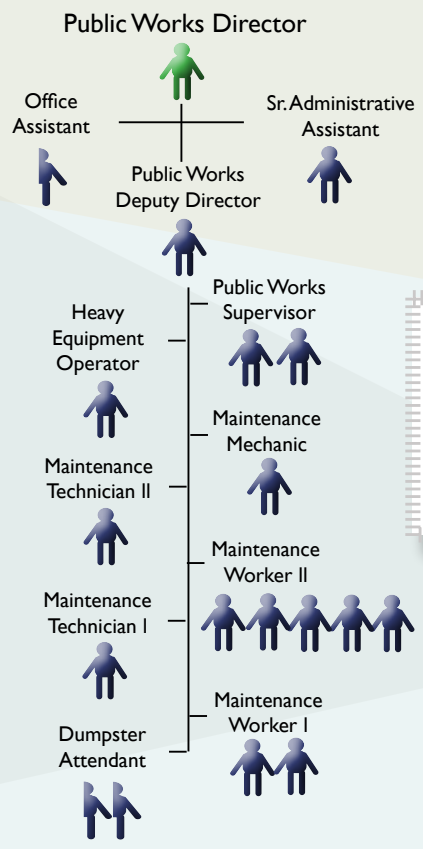 Public Works Director
Office
Assistant
Sr. Administrative
Assistant
Public Works
Deputy Director
Public Works
Supervisor
Heavy
Equipment
Operator
Maintenance
Mechanic
Maintenance
Technician II
Maintenance
Worker II
Maintenance
Technician I
Maintenance
Worker I
Dumpster
Attendant